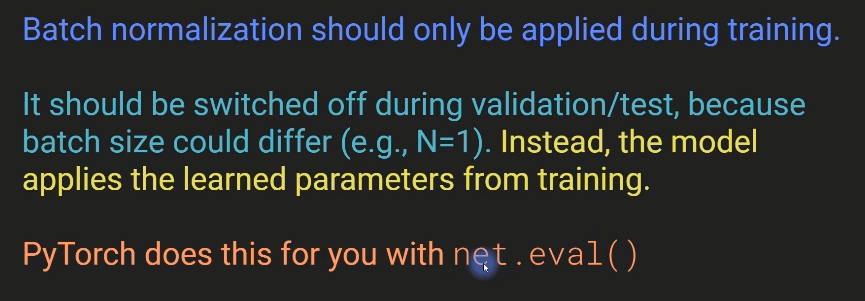 Batch normalization should only be applied during training.
It should be switched off during validation/test, because
batch size could differ (e.g., N=1). Instead, the model
applies the learned parameters from training.
PyTorch does this for you with net.eval()